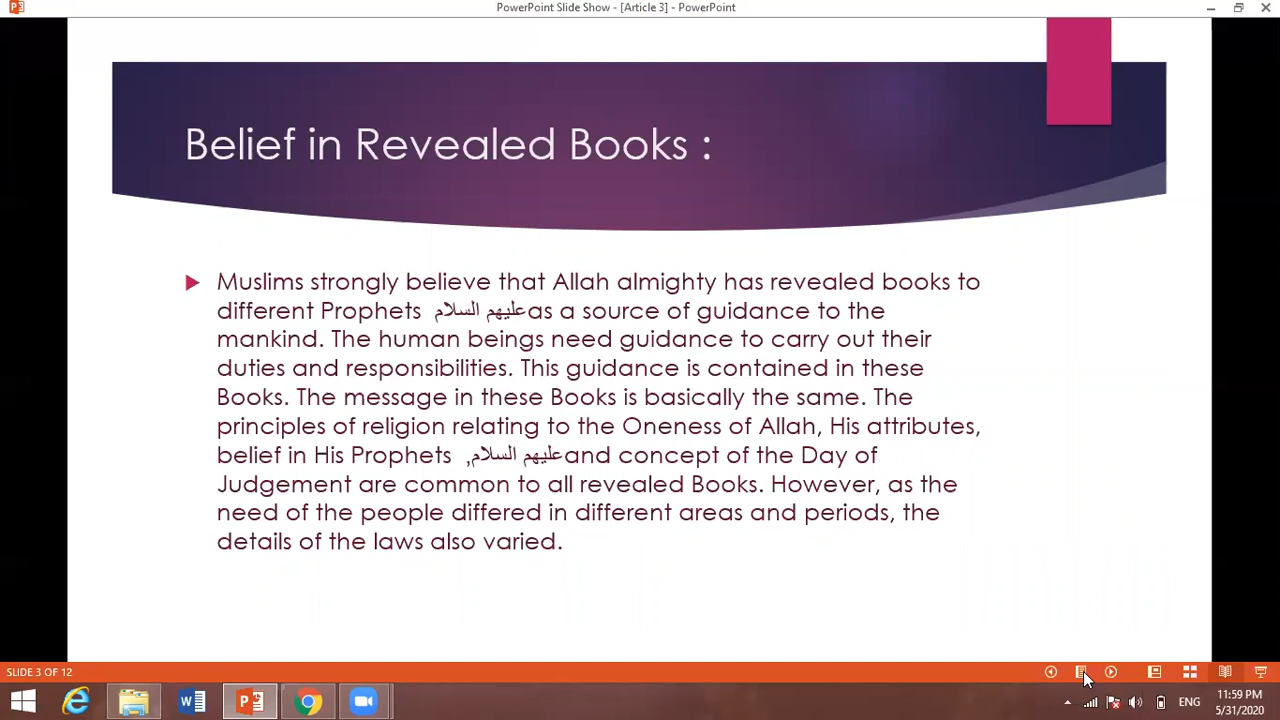 PowerPoint Slide Show - [Article 3] - PowerPoint
Belief in Revealed Books :
Muslims strongly believe that Allah almighty has revealed books to
different Prophets عليهم السلام as a source of guidance to the
mankind. The human beings need guidance to carry out their
duties and responsibilities. This guidance is contained in these
Books. The message in these Books is basically the same. The
principles of religion relating to the Oneness of Allah, His attributes,
belief in His Prophets عليهم السلام, and concept of the Day of
Judgement are common to all revealed Books. However, as the
need of the people differed in different areas and periods, the
details of the laws also varied.
SLIDE 3 OF 12
ENG
11:59 PM
5/31/2020